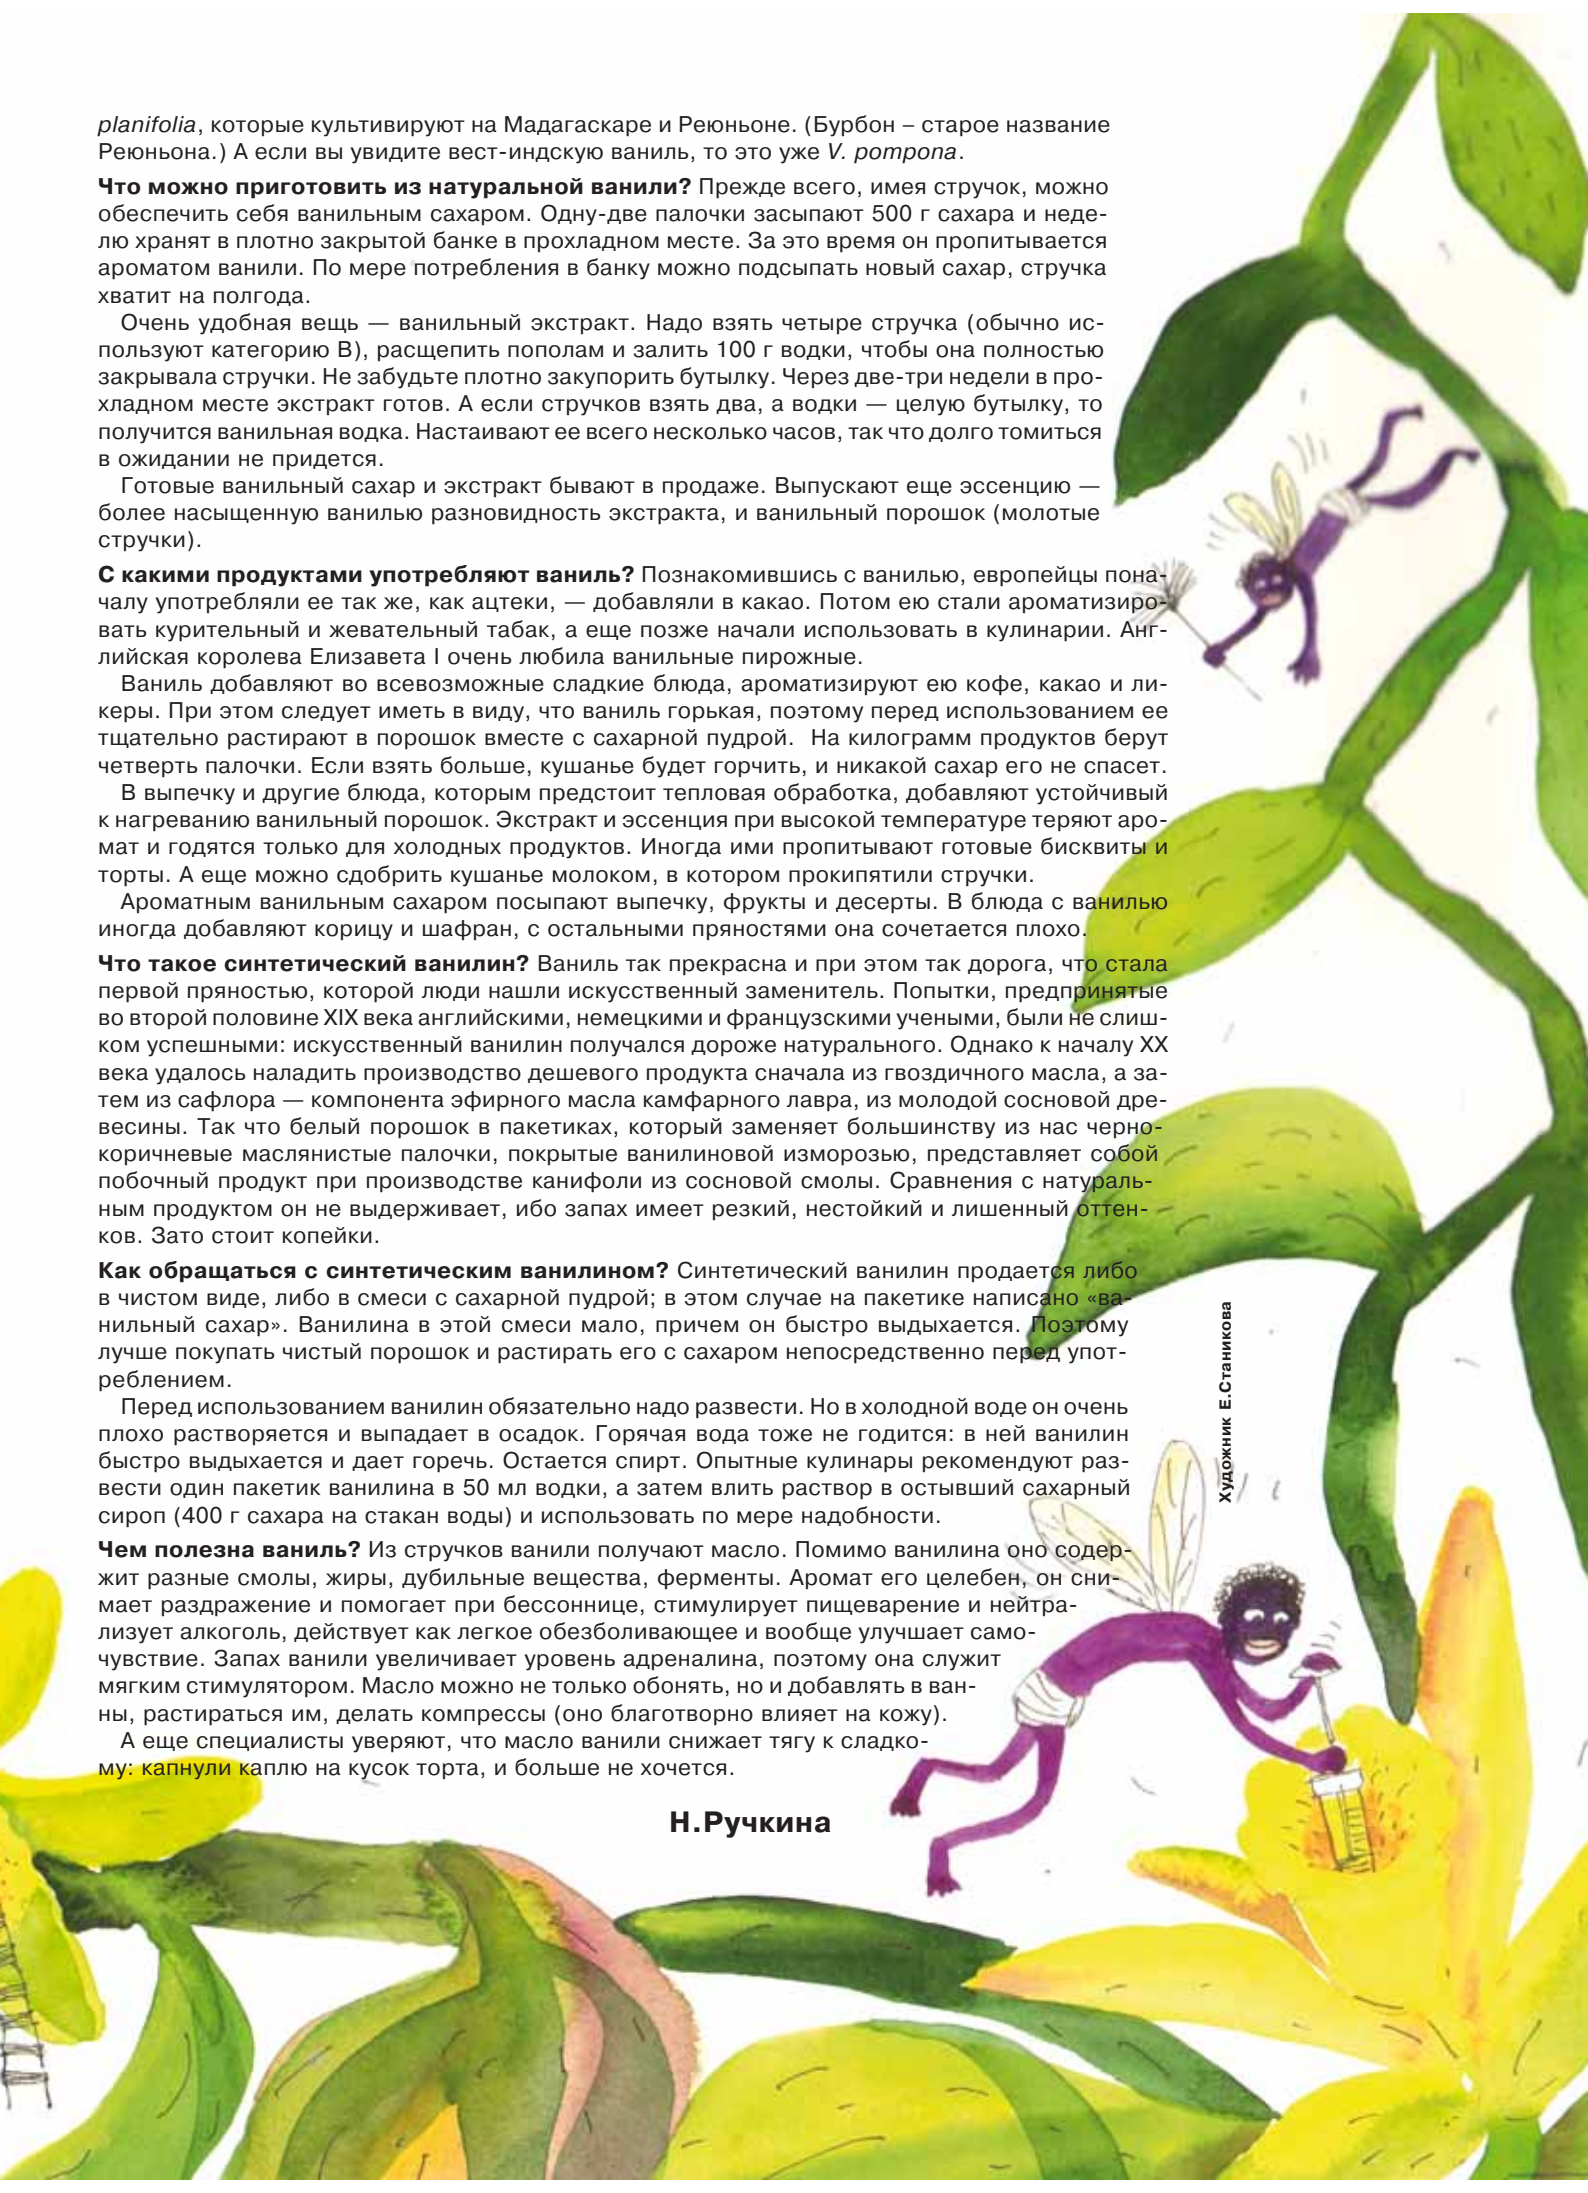 planifolia, которые культивируют на Мадагаскаре и Реюньоне. (Бурбон – старое название
Реюньона.) А если вы увидите вест-индскую ваниль, то это уже V. pompona.
Что можно приготовить из натуральной ванили? Прежде всего, имея стручок, можно
обеспечить себя ванильным сахаром. Одну-две палочки засыпают 500 г сахара и неде-
лю хранят в плотно закрытой банке в прохладном месте. За это время он пропитывается
ароматом ванили. По мере потребления в банку можно подсыпать новый сахар, стручка
хватит на полгода.
Очень удобная вещь — ванильный экстракт. Надо взять четыре стручка (обычно ис-
пользуют категорию В), расщепить пополам и залить 100 г водки, чтобы она полностью
закрывала стручки. Не забудьте плотно закупорить бутылку. Через две-три недели в про-
хладном месте экстракт готов. А если стручков взять два, а водки — целую бутылку, то
получится ванильная водка. Настаивают ее всего несколько часов, так что долго томиться
в ожидании не придется.
Готовые ванильный сахар и экстракт бывают в продаже. Выпускают еще эссенцию —
более насыщенную ванилью разновидность экстракта, и ванильный порошок (молотые
стручки).
С какими продуктами употребляют ваниль? Познакомившись с ванилью, европейцы пона-
чалу употребляли ее так же, как ацтеки, — добавляли в какао. Потом ею стали ароматизиро-
вать курительный и жевательный табак, а еще позже начали использовать в кулинарии. Анг-
лийская королева Елизавета I очень любила ванильные пирожные.
Ваниль добавляют во всевозможные сладкие блюда, ароматизируют ею кофе, какао и ли-
керы. При этом следует иметь в виду, что ваниль горькая, поэтому перед использованием ее
тщательно растирают в порошок вместе с сахарной пудрой. На килограмм продуктов берут
четверть палочки. Если взять больше, кушанье будет горчить, и никакой сахар его не спасет.
В выпечку и другие блюда, которым предстоит тепловая обработка, добавляют устойчивый
к нагреванию ванильный порошок. Экстракт и эссенция при высокой температуре теряют аро-
мат и годятся только для холодных продуктов. Иногда ими пропитывают готовые бисквиты и
торты. А еще можно сдобрить кушанье молоком, в котором прокипятили стручки.
Ароматным ванильным сахаром посыпают выпечку, фрукты и десерты. В блюда с ванилью
иногда добавляют корицу и шафран, с остальными пряностями она сочетается плохо.
Что такое синтетический ванилин? Ваниль так прекрасна и при этом так дорога, что стала
первой пряностью, которой люди нашли искусственный заменитель. Попытки, предпринятые
во второй половине XIX века английскими, немецкими и французскими учеными, были не слиш-
ком успешными: искусственный ванилин получался дороже натурального. Однако к началу XX
века удалось наладить производство дешевого продукта сначала из гвоздичного масла, а за-
тем из сафлора — компонента эфирного масла камфарного лавра, из молодой сосновой дре-
весины. Так что белый порошок в пакетиках, который заменяет большинству из нас черно-
коричневые маслянистые палочки, покрытые ванилиновой изморозью, представляет собой
побочный продукт при производстве канифоли из сосновой смолы. Сравнения с натураль-
ным продуктом он не выдерживает, ибо запах имеет резкий, нестойкий и лишенный оттен-
ков. Зато стоит копейки.
Как обращаться с синтетическим ванилином? Синтетический ванилин продается либо
в чистом виде, либо в смеси с сахарной пудрой; в этом случае на пакетике написано «ва-
нильный сахар». Ванилина в этой смеси мало, причем он быстро выдыхается. Поэтому
лучше покупать чистый порошок и растирать его с сахаром непосредственно перед упот-
реблением.
Перед использованием ванилин обязательно надо развести. Но в холодной воде он очень
плохо растворяется и выпадает в осадок. Горячая вода тоже не годится: в ней ванилин
быстро выдыхается и дает горечь. Остается спирт. Опытные кулинары рекомендуют раз-
вести один пакетик ванилина в 50 мл водки, а затем влить раствор в остывший сахарный
сироп (400 г сахара на стакан воды) и использовать по мере надобности.
Чем полезна ваниль? Из стручков ванили получают масло. Помимо ванилина оно содер-
жит разные смолы, жиры, дубильные вещества, ферменты. Аромат его целебен, он сни-
мает раздражение и помогает при бессоннице, стимулирует пищеварение и нейтра-
лизует алкоголь, действует как легкое обезболивающее и вообще улучшает само-
чувствие. Запах ванили увеличивает уровень адреналина, поэтому она служит
мягким стимулятором. Масло можно не только обонять, но и добавлять в ван-
ны, растираться им, делать компрессы (оно благотворно влияет на кожу).
А еще специалисты уверяют, что масло ванили снижает тягу к сладко-
му: капнули каплю на кусок торта, и больше не хочется.
Н.Ручкина
Художник Е.Станикова